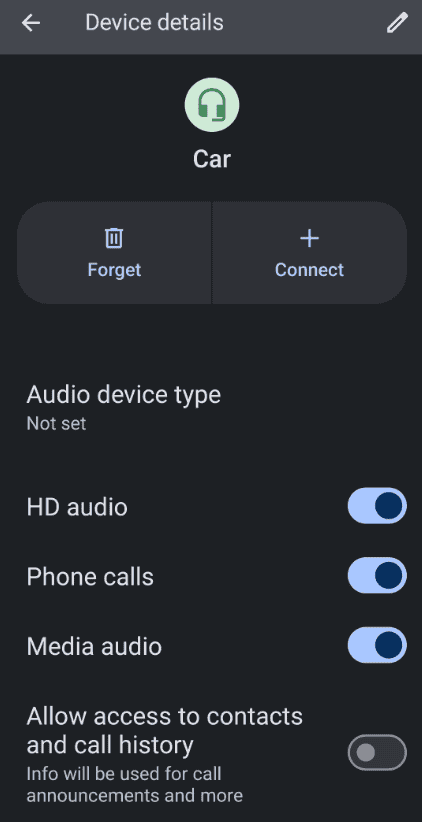 Device details
Car
Forget
Connect
Audio device type
Not set
HD audio
Phone calls
Media audio
Allow access to contacts
and call history
Info will be used for call
announcements and more